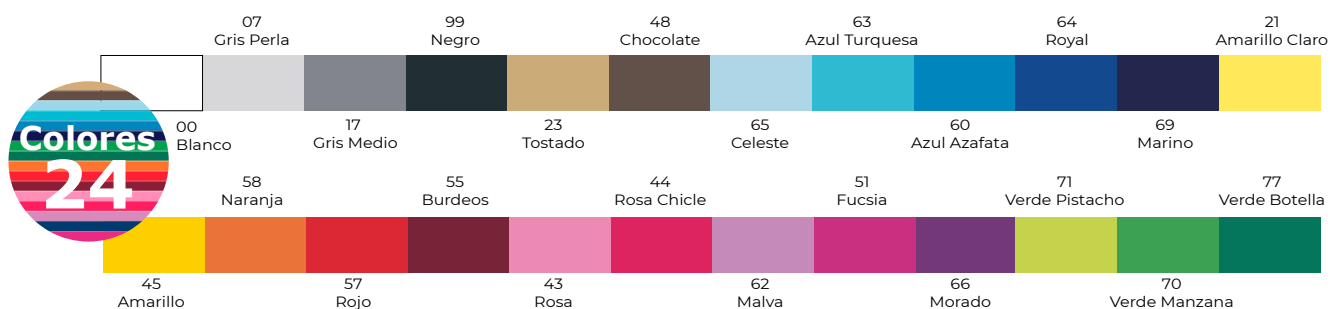 07
Gris Perla
99
Negro
48
Chocolate
63
Azul Turquesa
64
Royal
21
Amarillo Claro
Colores
24
00
Blanco
17
Gris Medio
23
Tostado
65
Celeste
60
Azul Azafata
69
Marino
58
Naranja
55
Burdeos
44
Rosa Chicle
51
Fucsia
71
Verde Pistacho
77
Verde Botella
45
Amarillo
57
Rojo
43
Rosa
62
Malva
66
Morado
70
Verde Manzana